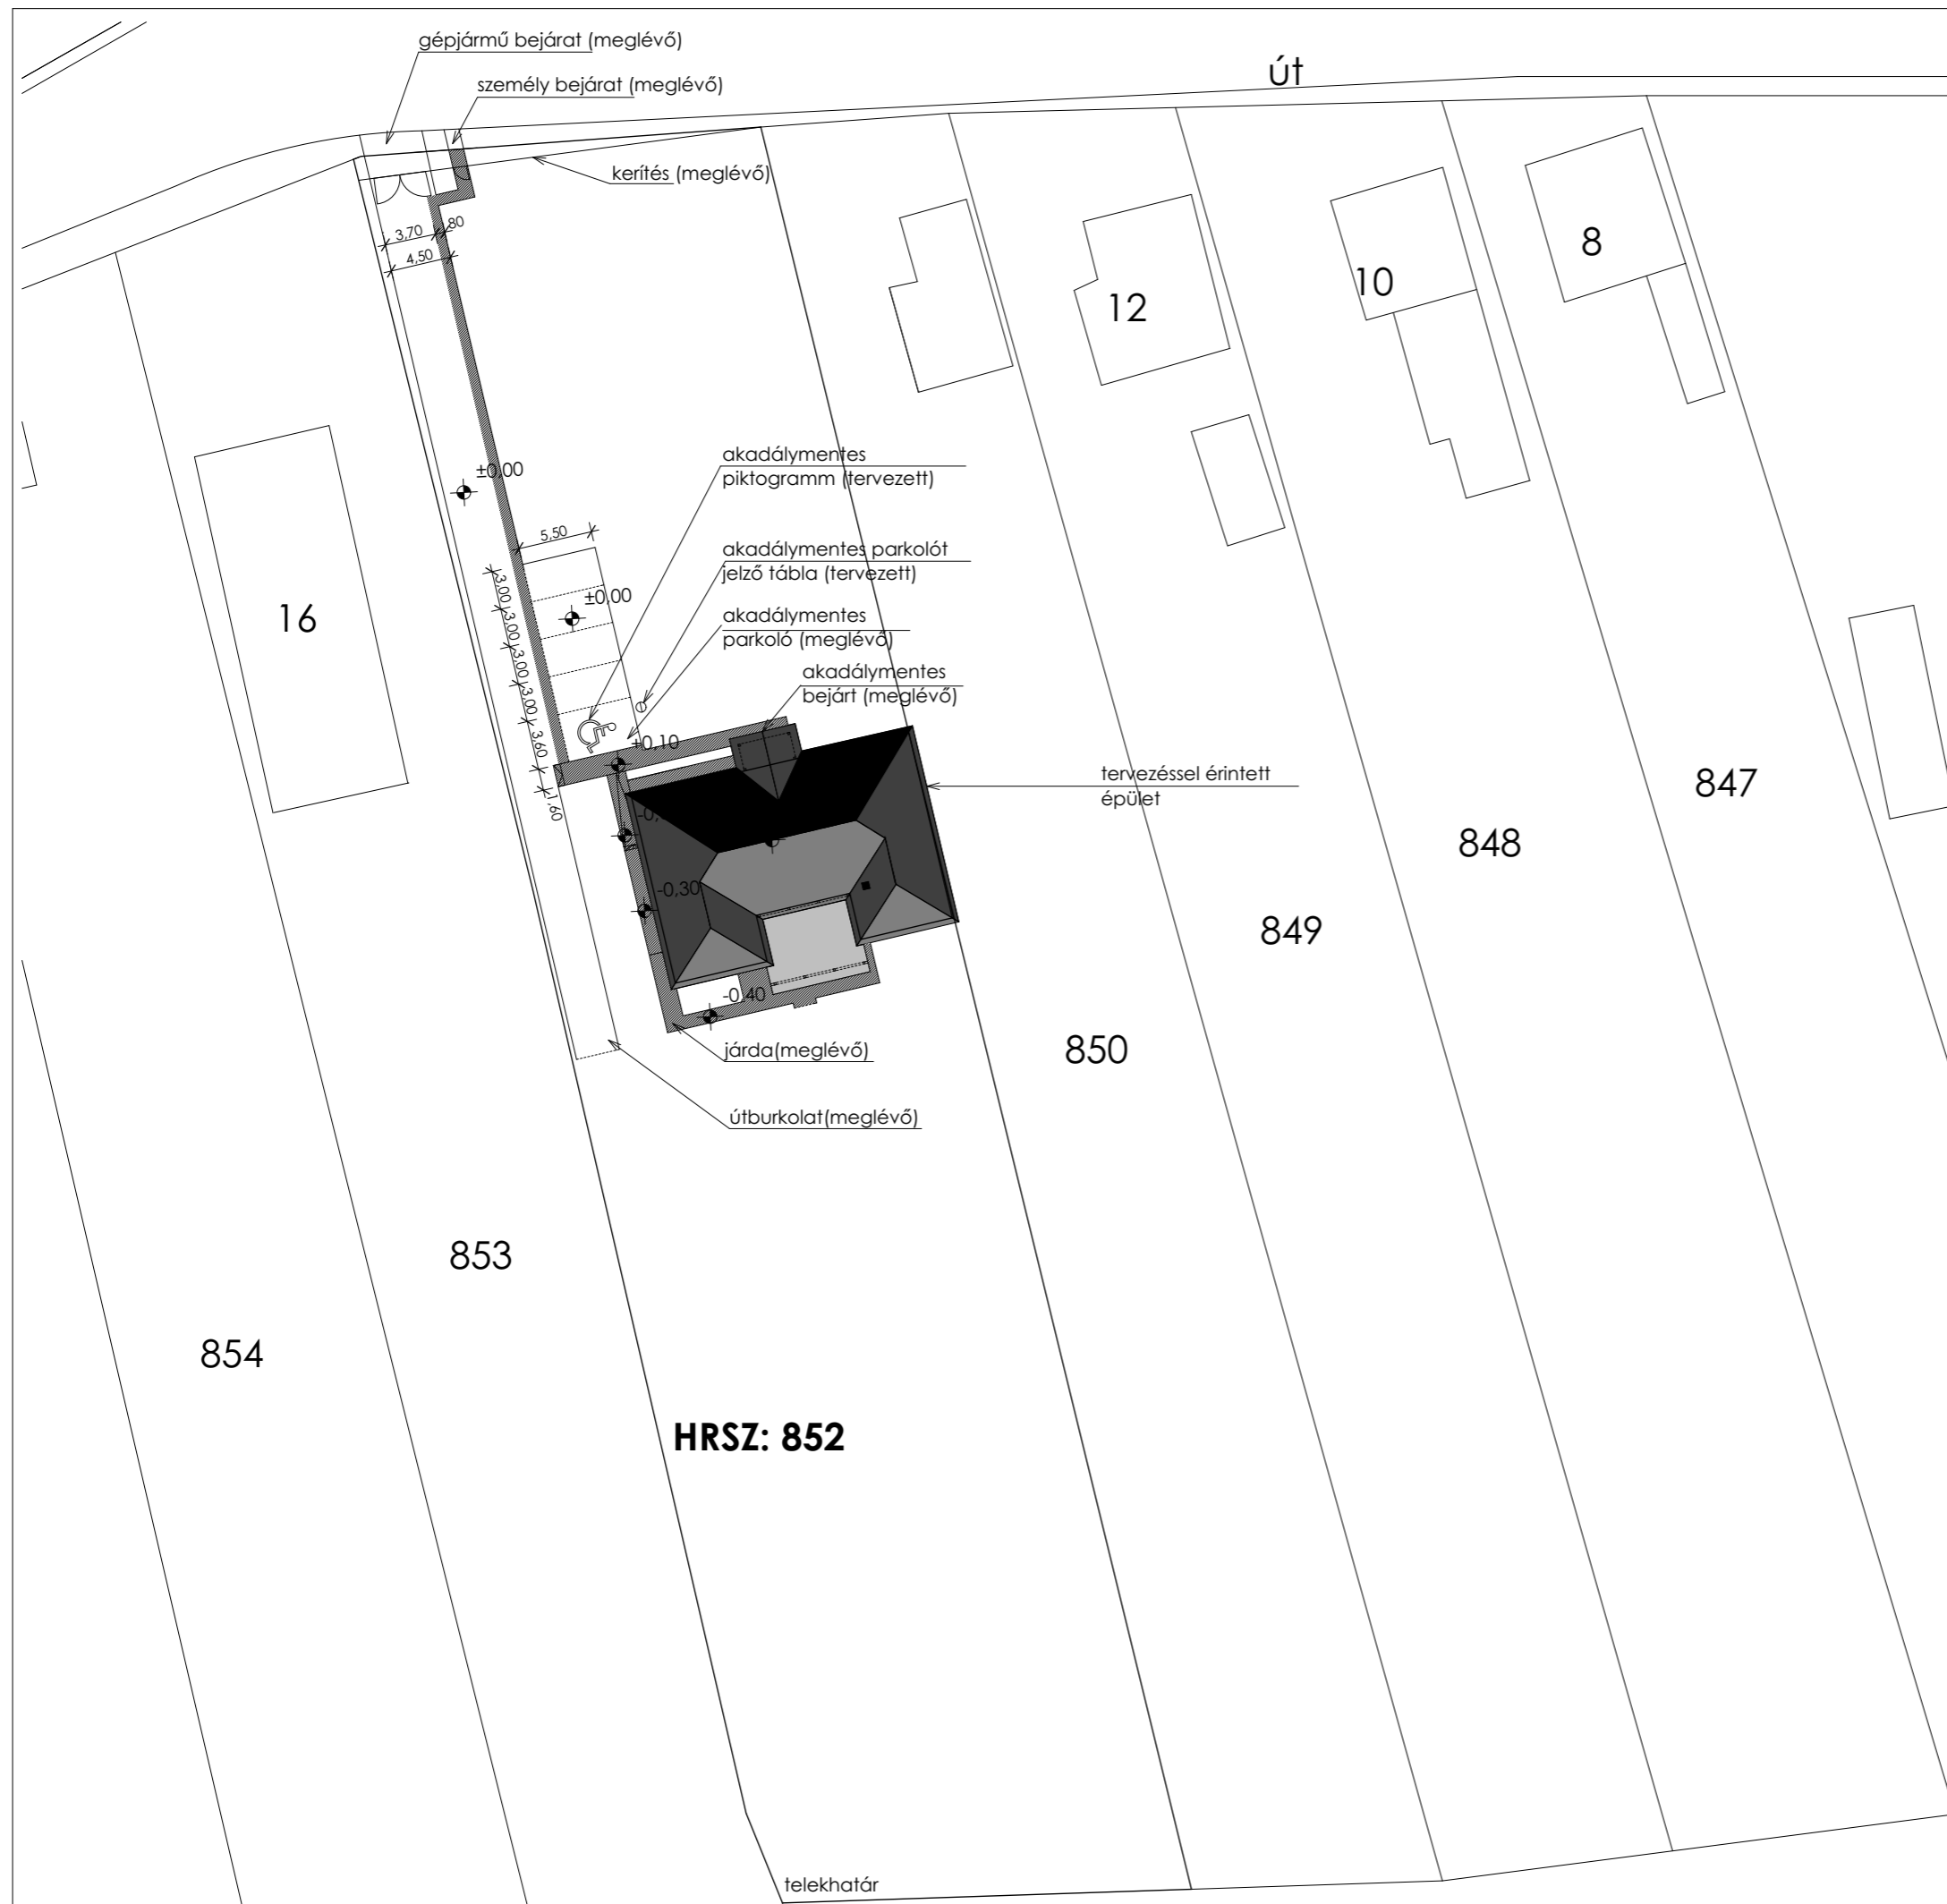 gépjármű bejárat (meglévő)
személy bejárat (meglévő)
út
kerítés (meglévő)
3,70
80
4,50
12
10
8
16
±0,00
akadálymentes
piktogramm (tervezett)
5,50
akadálymentes parkolót
jelző tábla (tervezett)
±0,00
akadálymentes
parkoló (meglévő)
akadálymentes
bejárt (meglévő)
3,00
3,00
3,00
3,00
3,60
1,60
+0,10
tervezéssel érintett
épület
-0,30
-0,40
járda(meglévő)
útburkolat(meglévő)
847
848
849
850
853
854
HRSZ: 852
telekhatár